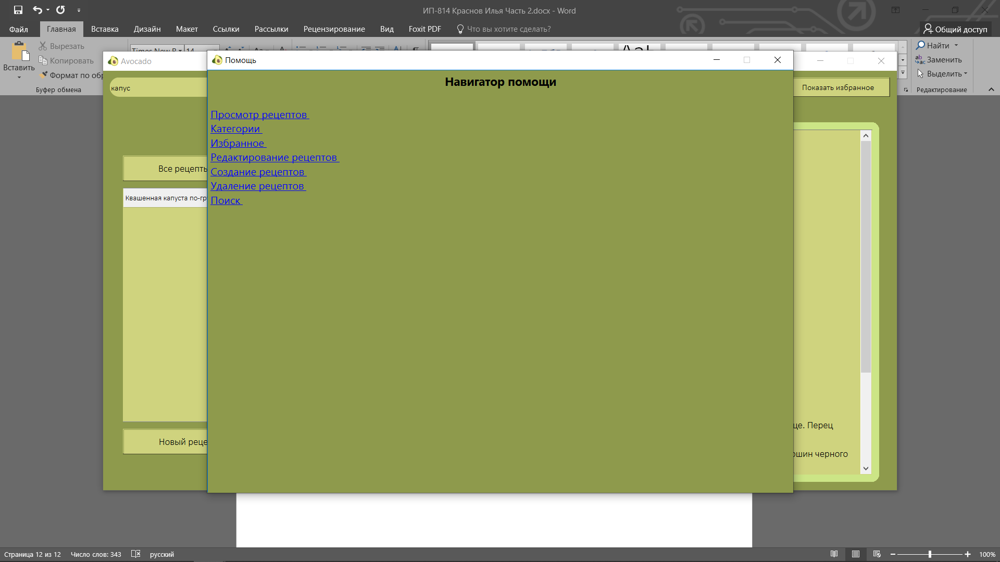 ИП-814 Краснов Илья Часть 2.docx - Word
Файл Главная Вставка Дизайн Макет Ссылки Рассылки Рецензирование Вид Foxit PDF Что вы хотите сделать? Общий доступ
Вставить
Вырезать
Копировать
Формат по обр
Буфер обмена
Times New R 14
Найти
Заменить
Выделить
Редактирование
Avocado
капус
Показать избранное
Все рецепты
Квашенная капуста по-гр
Новый реце
Помощь
Навигатор помощи
Просмотр рецептов
Категории
Избранное
Редактирование рецептов
Создание рецептов
Удаление рецептов
Поиск
це. Перец
ошин черного
Страница 12 из 12 Число слов: 343 русский 100%